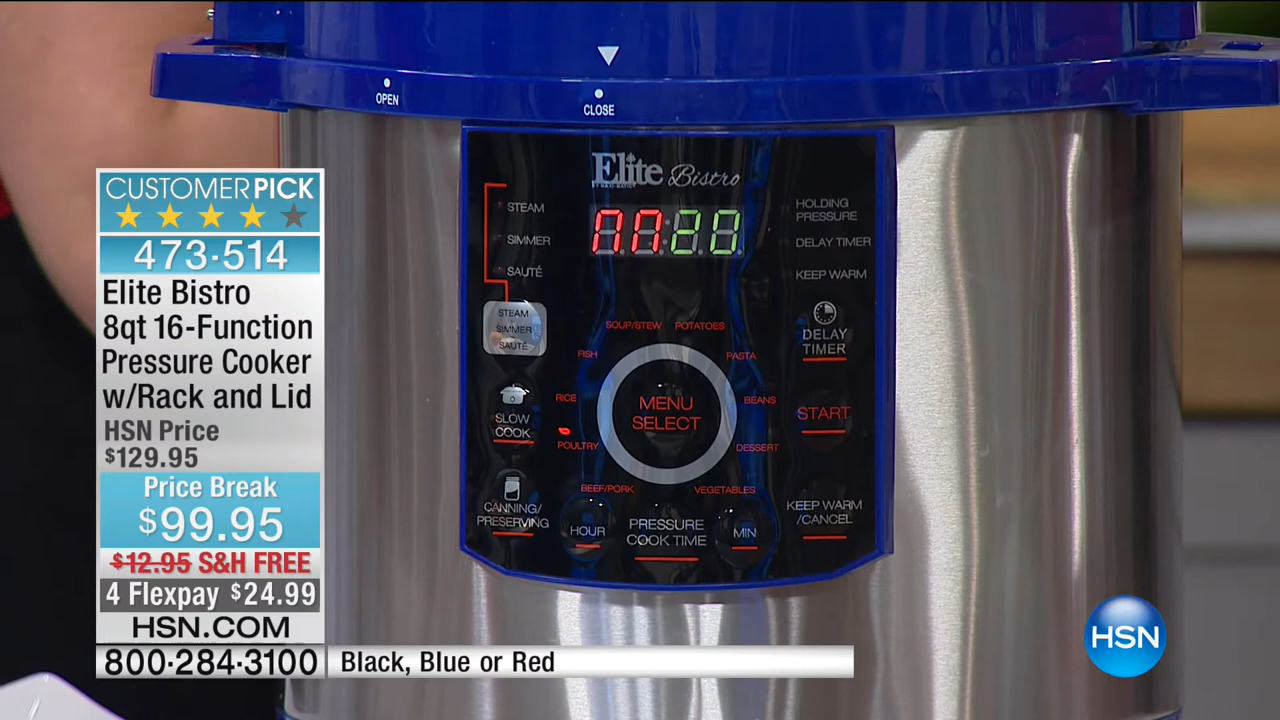 CUSTOMER PICK
473-514
Elite Bistro
8qt 16-Function
Pressure Cooker
w/Rack and Lid
HSN Price
$129.95
Price Break
$99.95
$12.95 S&H FREE
4 Flexpay $24.99
HSN.COM
800-284-3100
Black, Blue or Red
HSN
OPEN
CLOSE
Elite Bistro
BY MAXI-MATIC
STEAM
SIMMER
SAUTÉ
20
HOLDING
PRESSURE
DELAY TIMER
KEEP WARM
STEAM
SIMMER
SAUTÉ
SLOW
COOK
CANNING/
PRESERVING
SOUP/STEW
POTATOES
FISH
PASTA
RICE
BEANS
POULTRY
DESSERT
BEEF/PORK
VEGETABLES
MENU
SELECT
HOUR
PRESSURE
COOK TIME
MIN
DELAY
TIMER
START
KEEP WARM
/CANCEL